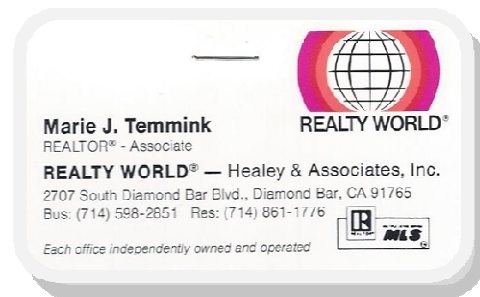 REALTY WORLD®
Marie J. Temmink
REALTOR® - Associate
REALTY WORLD® — Healey & Associates, Inc.
2707 South Diamond Bar Blvd., Diamond Bar, CA 91765
Bus: (714) 598-2851 Res: (714) 861-1776
Each office independently owned and operated
R
REALTOR®
MLS